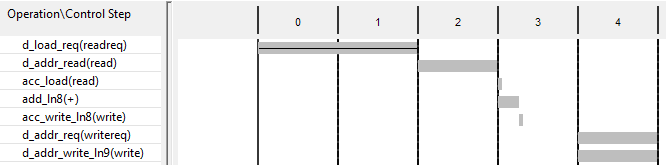 Operation\Control Step
0 1 2 3 4
d_load_req(readreq)
d_addr_read(read)
acc_load(read)
add_ln8(+)
acc_write_ln8(write)
d_addr_req(writereq)
d_addr_write_ln9(write)